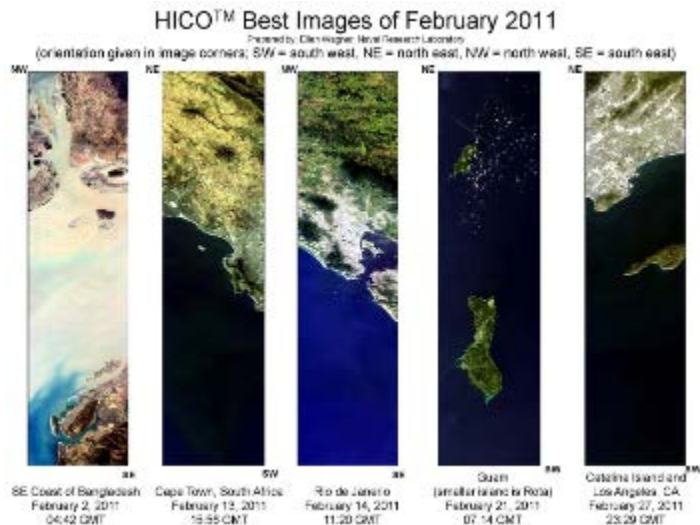 HICO™ Best Images of February 2011
Prepared by: Ellen Wagner, Naval Research Laboratory
(orientation given in image corners; SW = south west, NE = north east, NW = north west, SE = south east)
NW NE NW NE NE
SE SW SE SW SW
SE Coast of Bangladesh
February 2, 2011
04:42 GMT
Cape Town, South Africa
February 13, 2011
15:55 GMT
Rio de Janerio
February 14, 2011
11:20 GMT
Guam
(smaller island is Rota)
February 21, 2011
07:14 GMT
Catalina Island and
Los Angeles, CA
February 27, 2011
23:29 GMT